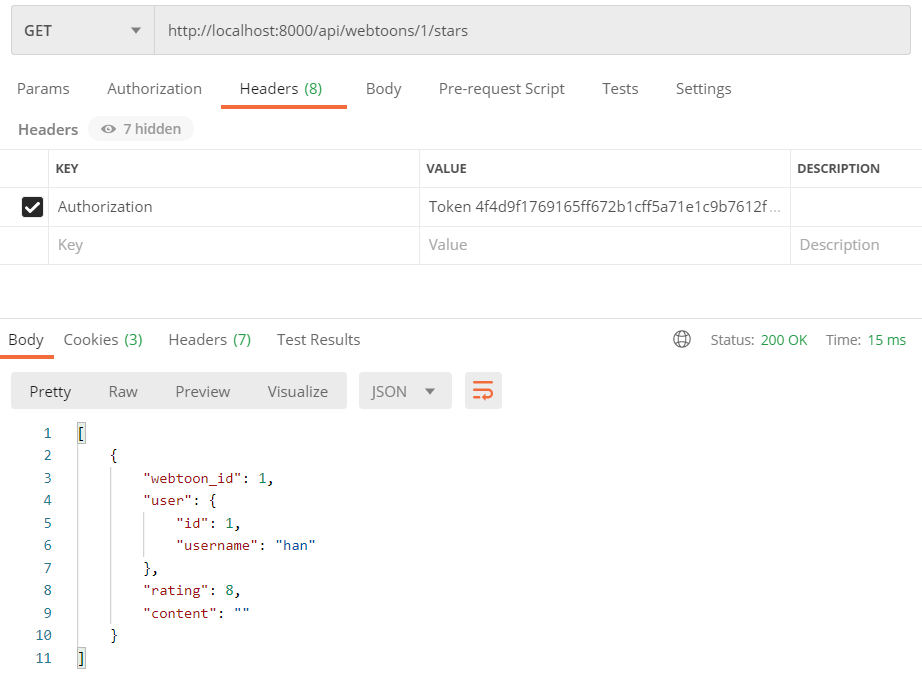 GET http://localhost:8000/api/webtoons/1/stars
Params Authorization Headers (8) Body Pre-request Script Tests Settings
Headers 7 hidden
KEY VALUE DESCRIPTION
Authorization Token 4f4d9f1769165ff672b1cff5a71e1c9b7612f...
Key Value Description
Body Cookies (3) Headers (7) Test Results Status: 200 OK Time: 15 ms
Pretty Raw Preview Visualize JSON
1 [
2 {
3 "webtoon_id": 1,
4 "user": {
5 "id": 1,
6 "username": "han"
7 },
8 "rating": 8,
9 "content": ""
10 }
11 ]